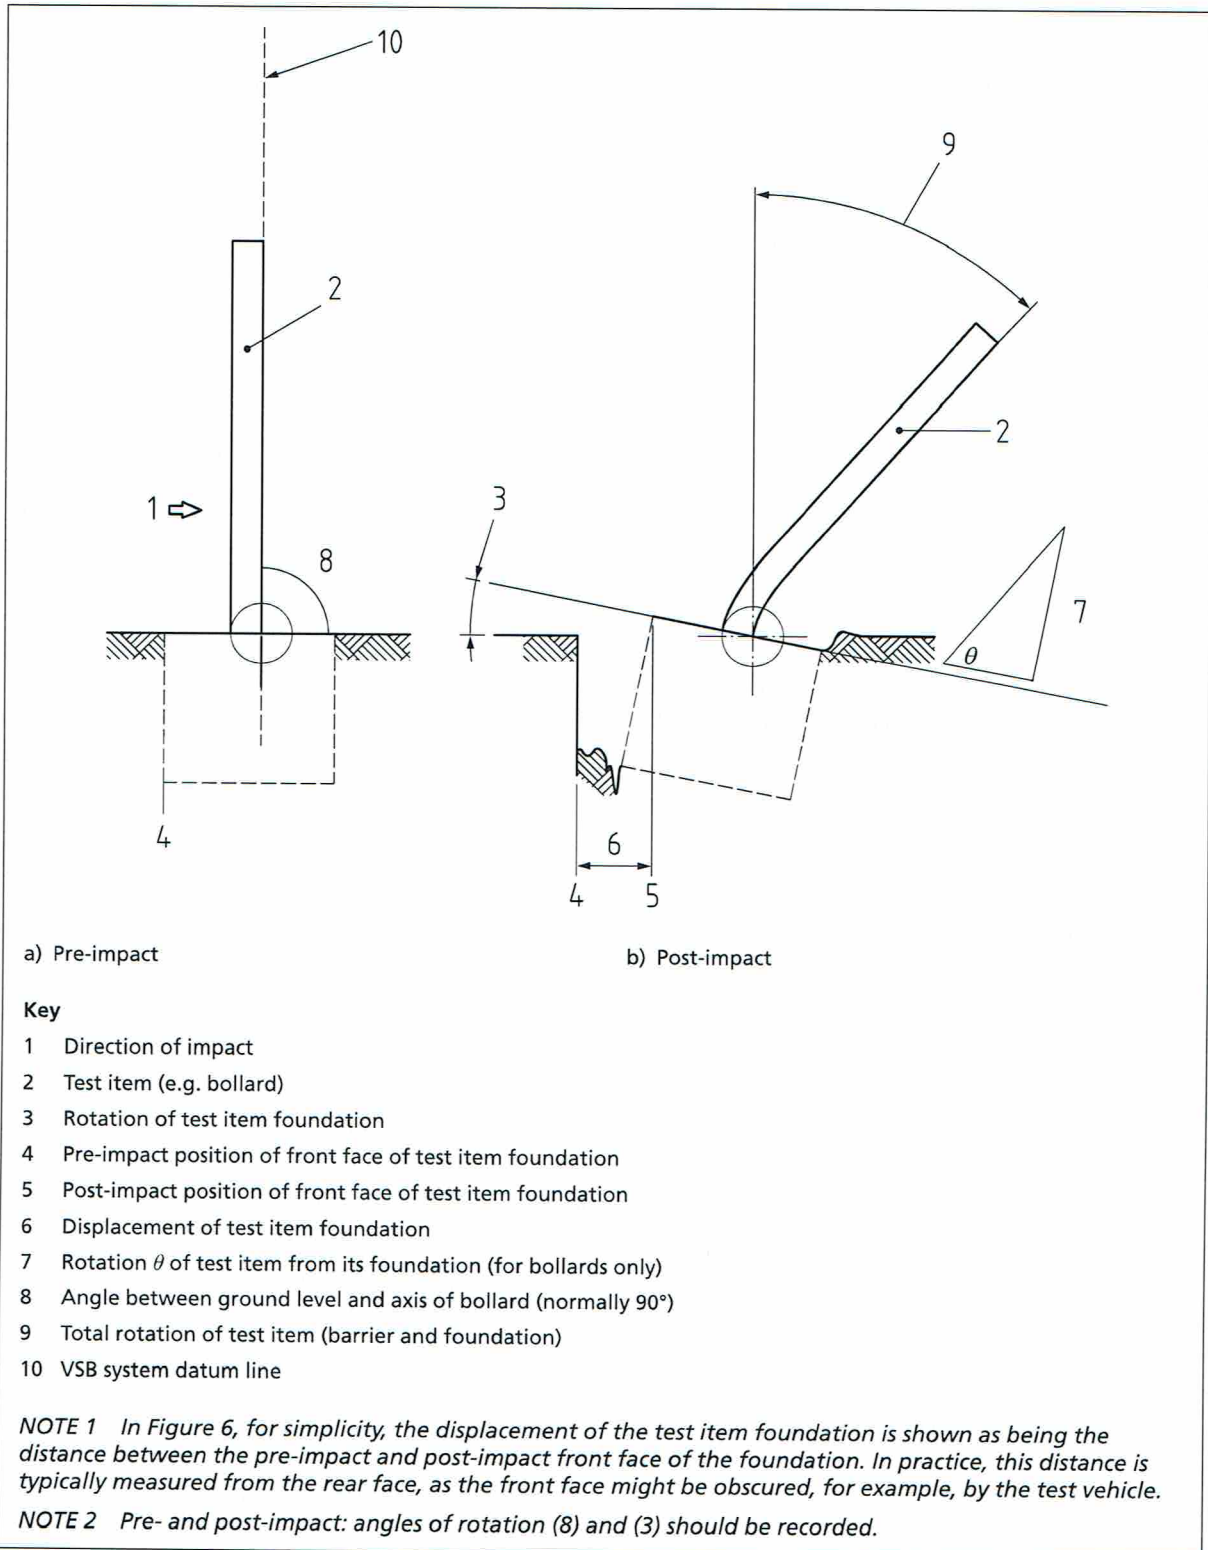 10
9
2
2
1
3
8
7
θ
4
6
4 5
a) Pre-impact
b) Post-impact
Key
1 Direction of impact
2 Test item (e.g. bollard)
3 Rotation of test item foundation
4 Pre-impact position of front face of test item foundation
5 Post-impact position of front face of test item foundation
6 Displacement of test item foundation
7 Rotation θ of test item from its foundation (for bollards only)
8 Angle between ground level and axis of bollard (normally 90°)
9 Total rotation of test item (barrier and foundation)
10 VSB system datum line
NOTE 1 In Figure 6, for simplicity, the displacement of the test item foundation is shown as being the
distance between the pre-impact and post-impact front face of the foundation. In practice, this distance is
typically measured from the rear face, as the front face might be obscured, for example, by the test vehicle.
NOTE 2 Pre- and post-impact: angles of rotation (8) and (3) should be recorded.